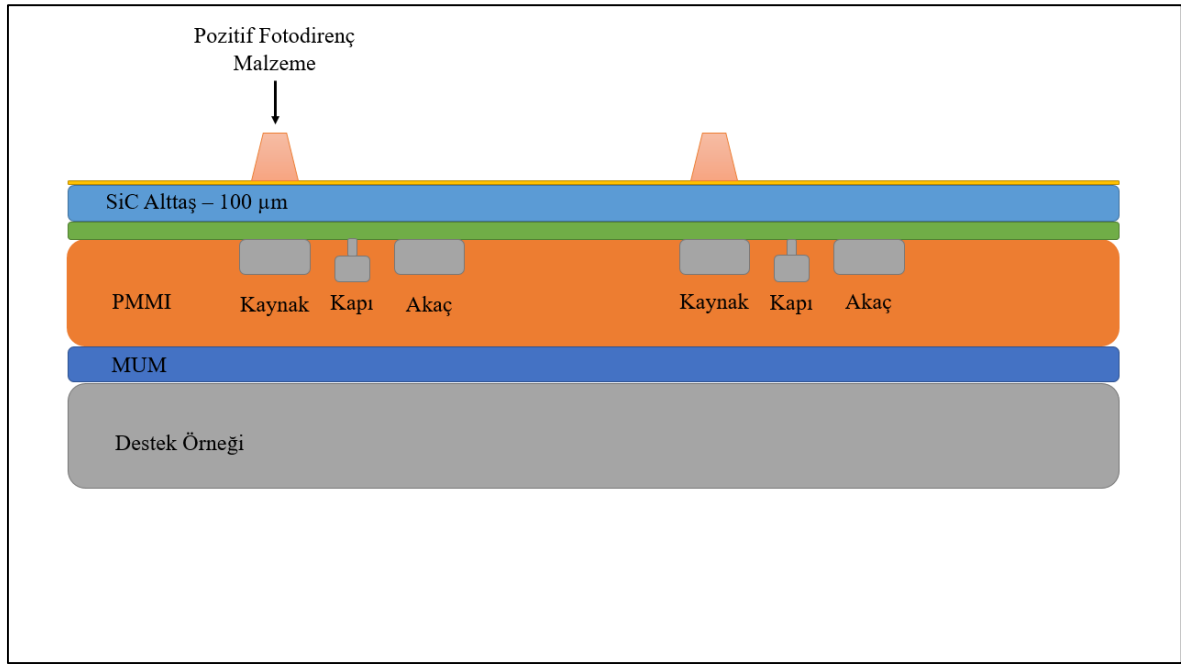 Pozitif Fotodirenç
Malzeme
SiC Alttaş – 100 µm
PMMI
Kaynak
Kapı
Akaç
Kaynak
Kapı
Akaç
MUM
Destek Örneği